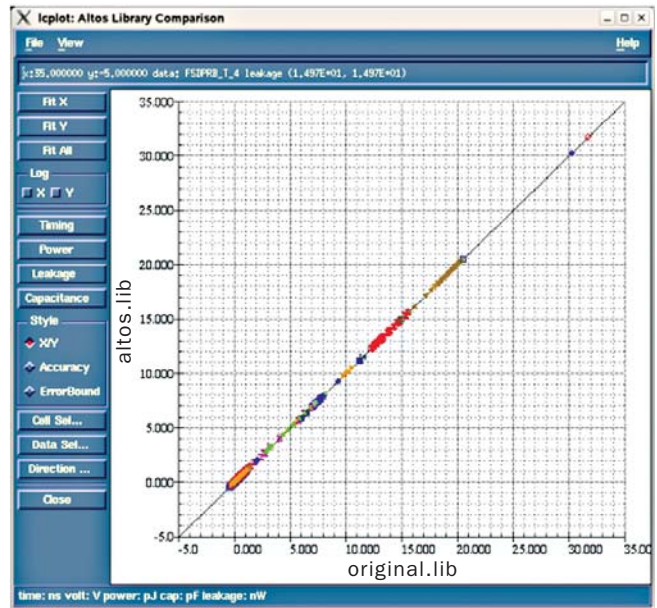 lcplot: Altos Library Comparison
File View Help
x:35.000000 y:-5.000000 data: FSDPRB_T_4 leakage (1.497E+01, 1.497E+01)
Fit X
Fit Y
Fit All
Log
X Y
Timing
Power
Leakage
Capacitance
Style
X/Y
Accuracy
ErrorBound
Cell Sel...
Data Sel...
Direction ...
Close
altos.lib
35.000
30.000
25.000
20.000
15.000
10.000
5.000
0.000
-5.0
-5.0 0.000 5.000 10.000 15.000 20.000 25.000 30.000 35.00
original.lib
time: ns volt: V power: pJ cap: pF leakage: nW